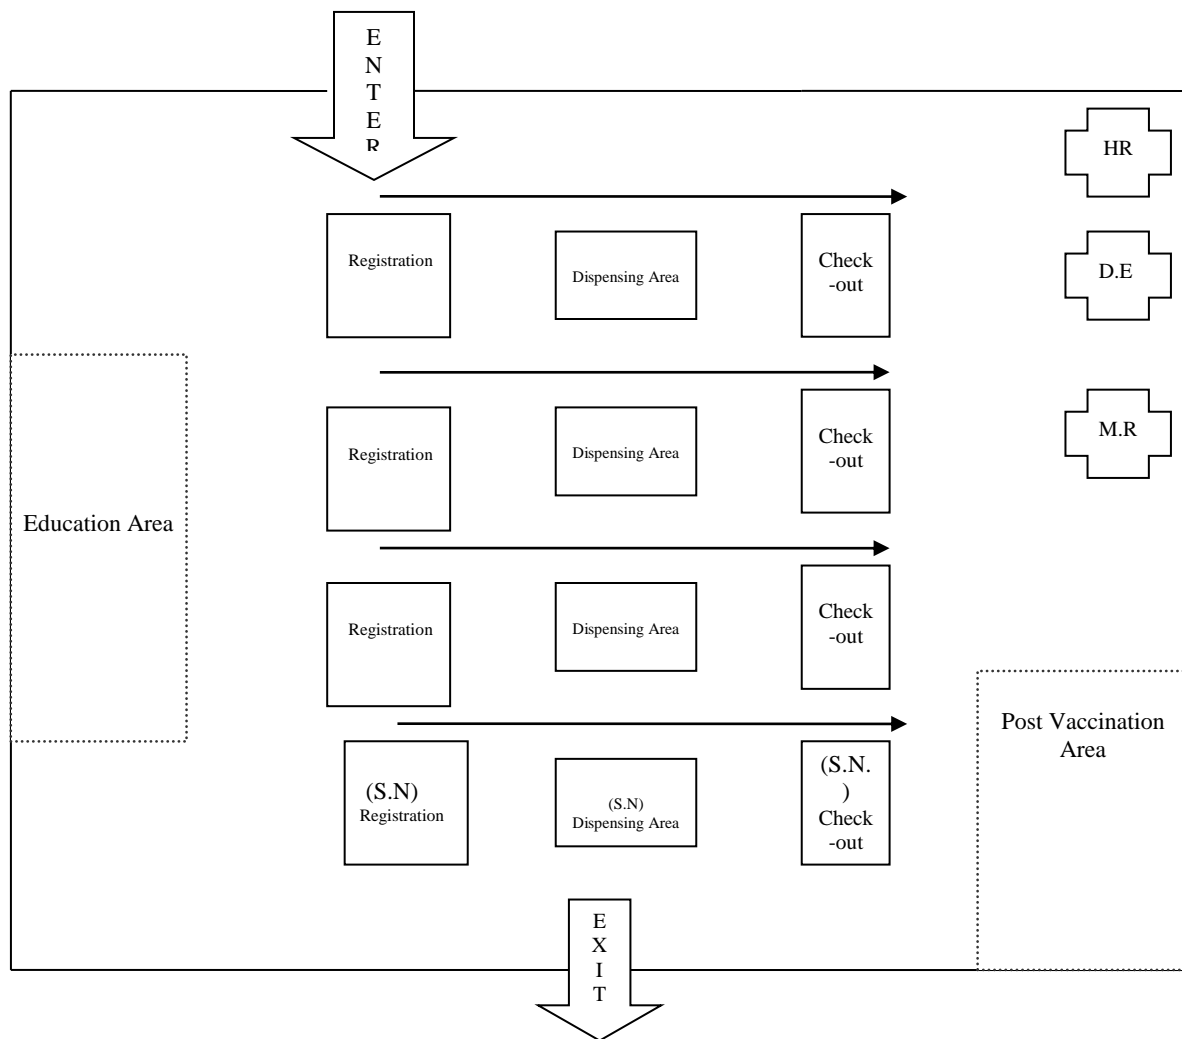 E
N
T
E
R
HR
Registration
Dispensing Area
Check
-out
D.E
Registration
Dispensing Area
Check
-out
M.R
Education Area
Registration
Dispensing Area
Check
-out
Post Vaccination
Area
(S.N)
Registration
(S.N)
Dispensing Area
(S.N.
)
Check
-out
E
X
I
T